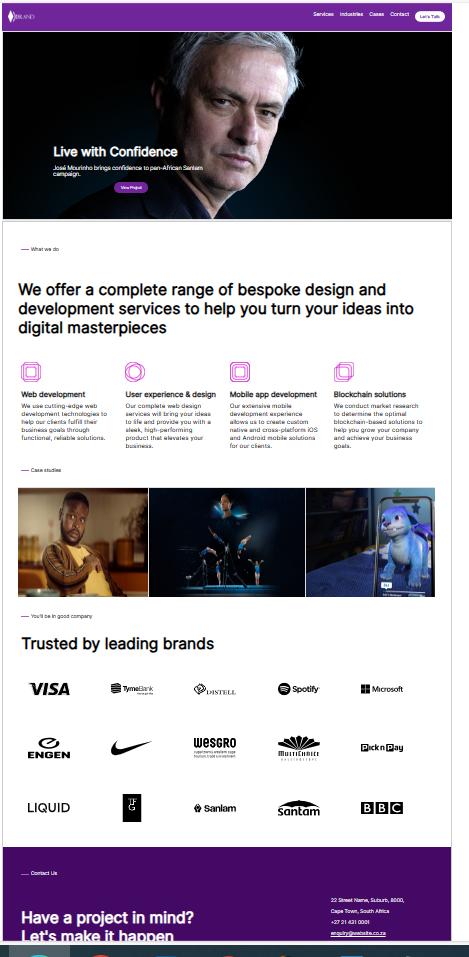 BRAND
Services Industries Cases Contact Let's Talk
Live with Confidence
José Mourinho brings confidence to pan-African Sanlam
campaign.
View Project
What we do
We offer a complete range of bespoke design and
development services to help you turn your ideas into
digital masterpieces
Web development
We use cutting-edge web
development technologies to
help our clients fulfill their
business goals through
functional, reliable solutions.
User experience & design
Our complete web design
services will bring your ideas
to life and provide you with a
sleek, high-performing
product that elevates your
business.
Mobile app development
Our extensive mobile
development experience
allows us to create custom
native and cross-platform iOS
and Android mobile solutions
for our clients.
Blockchain solutions
We conduct market research
to determine the optimal
blockchain-based solutions to
help you grow your company
and achieve your business
goals.
Case studies
You'll be in good company
Trusted by leading brands
VISA TymeBank DISTELL Spotify Microsoft
ENGEN WESGRO MULTICHOICE Pick n Pay
LIQUID TFG Sanlam santam BBC
Contact Us
Have a project in mind?
Let's make it happen
22 Street Name, Suburb, 8000,
Cape Town, South Africa
+27 21 431 0001
enquiry@website.co.za